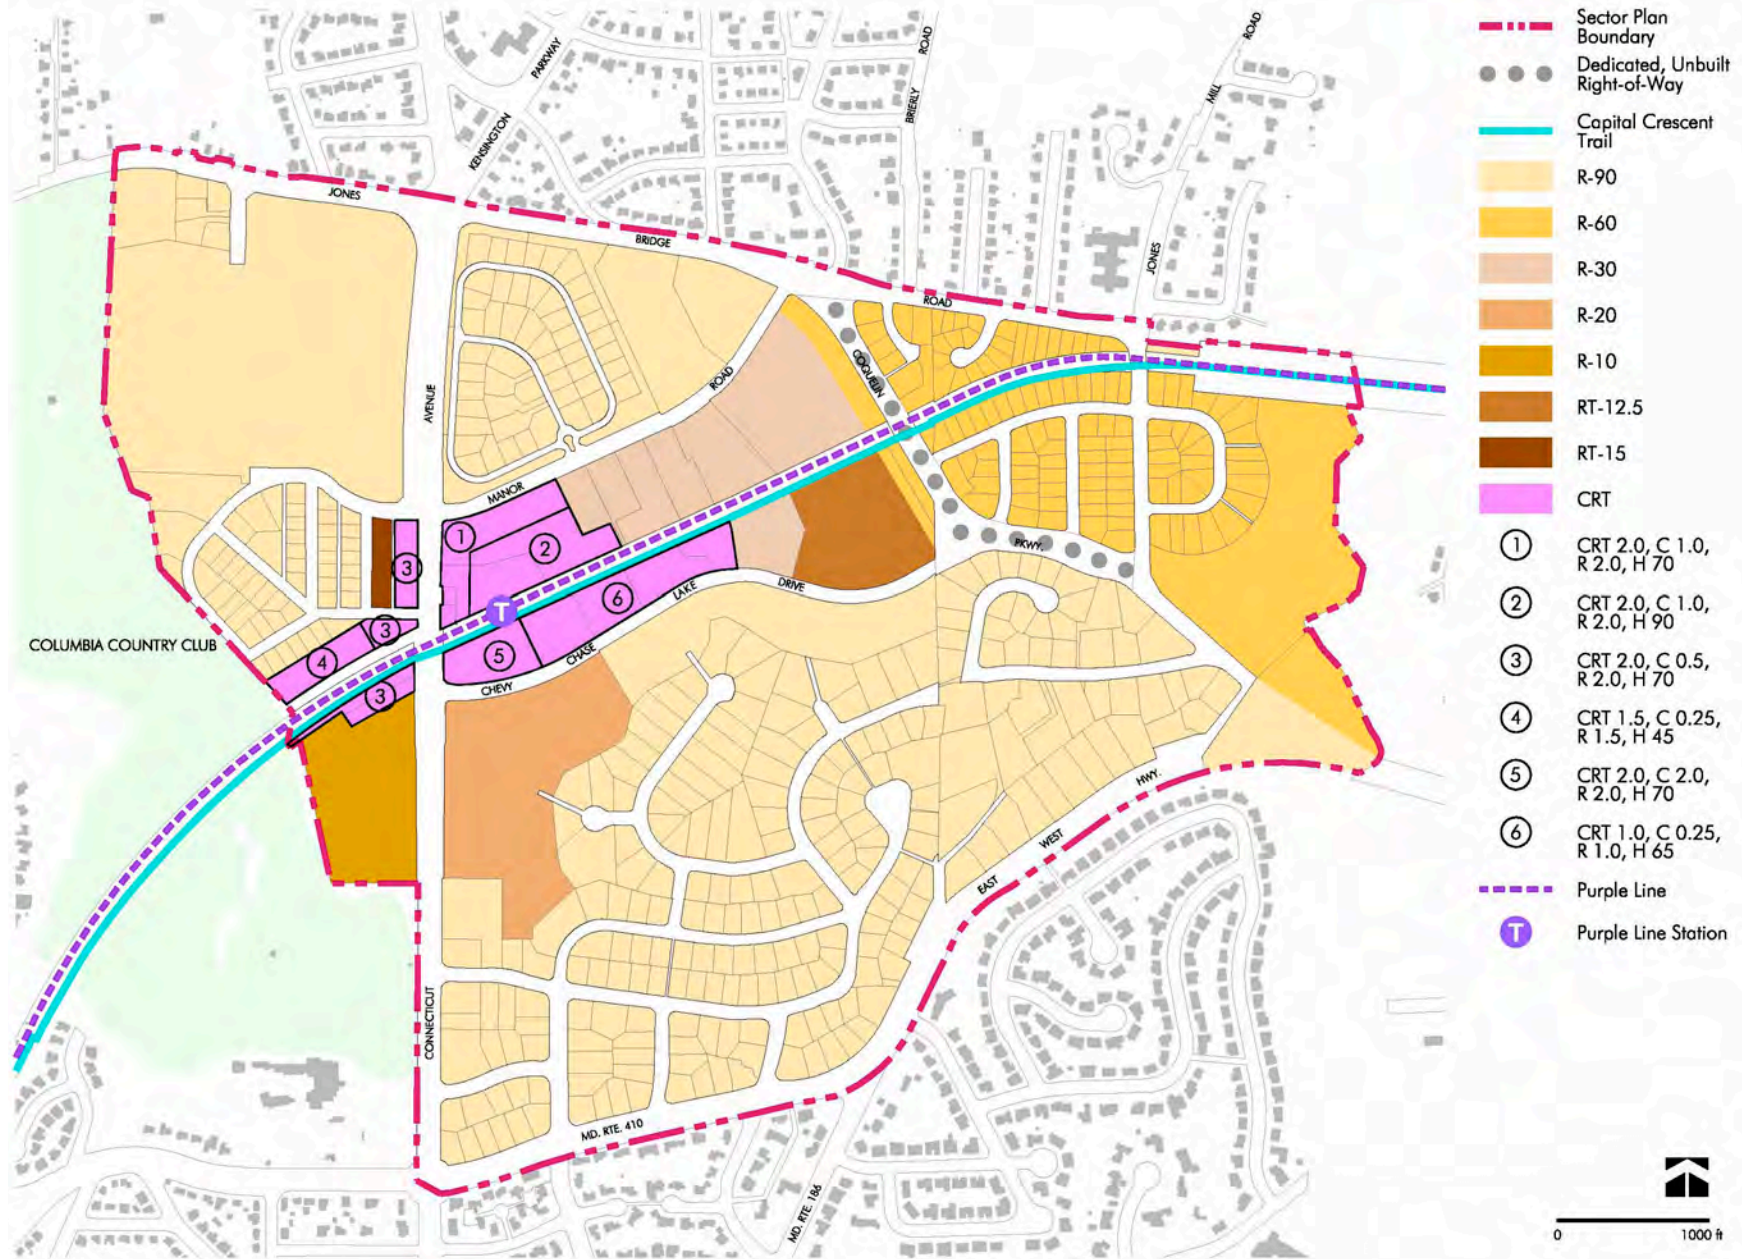 Sector Plan
Boundary
Dedicated, Unbuilt
Right-of-Way
Capital Crescent
Trail
R-90
R-60
R-30
R-20
R-10
RT-12.5
RT-15
CRT
1 CRT 2.0, C 1.0,
R 2.0, H 70
2 CRT 2.0, C 1.0,
R 2.0, H 90
3 CRT 2.0, C 0.5,
R 2.0, H 70
4 CRT 1.5, C 0.25,
R 1.5, H 45
5 CRT 2.0, C 2.0,
R 2.0, H 70
6 CRT 1.0, C 0.25,
R 1.0, H 65
Purple Line
T Purple Line Station
0 1000 ft
KENSINGTON
PARKWAY
BRIERLY
ROAD
JONES
MILL
ROAD
JONES
BRIDGE
ROAD
COQUELIN
PKWY.
AVENUE
MANOR
ROAD
1
2
3
3
4
3
5
6
T
CHEVY
CHASE
LAKE
DRIVE
COLUMBIA COUNTRY CLUB
CONNECTICUT
EAST
WEST
HWY.
MD. RTE. 410
MD. RTE. 186